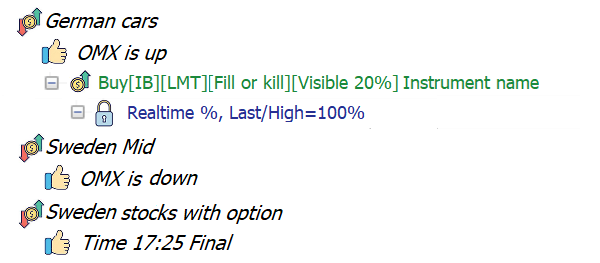 German cars
OMX is up
Buy[IB][LMT][Fill or kill][Visible 20%] Instrument name
Realtime %, Last/High=100%
Sweden Mid
OMX is down
Sweden stocks with option
Time 17:25 Final